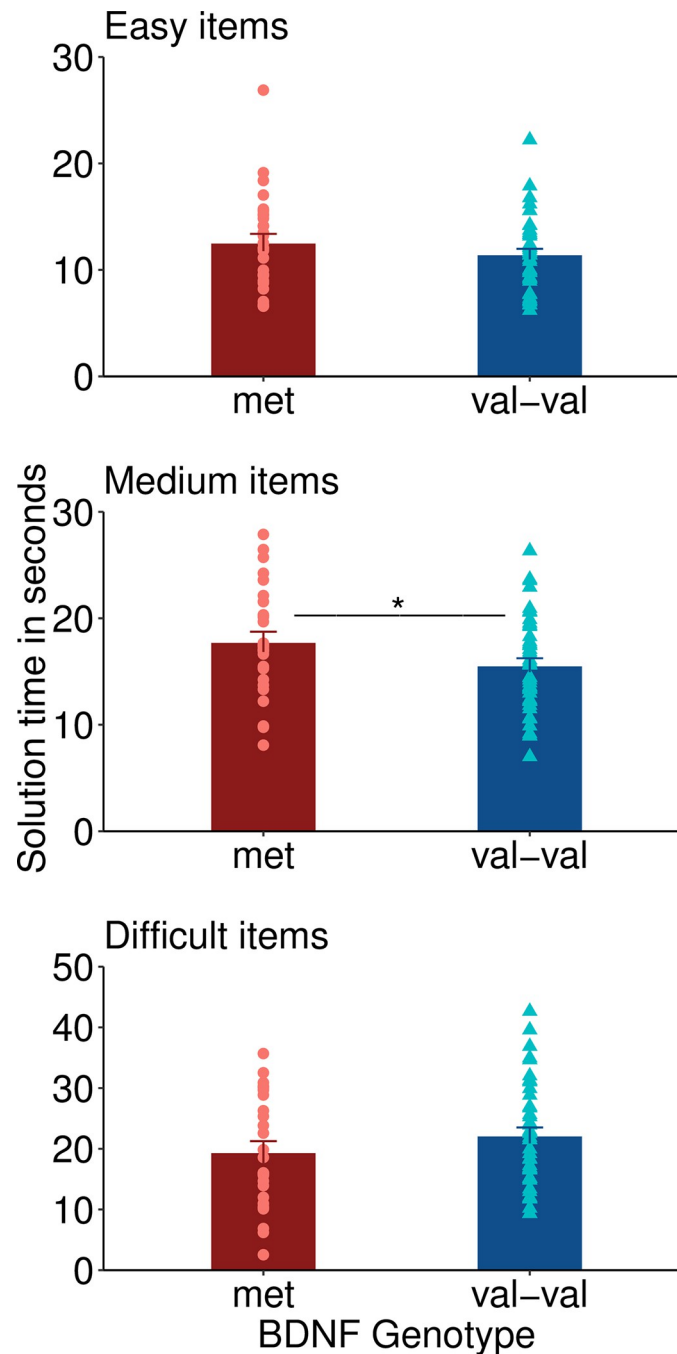 Easy items
30
20
10
0
met val−val
Solution time in seconds
Medium items
30
*
20
10
0
met val−val
Difficult items
50
40
30
20
10
0
met val−val
BDNF Genotype